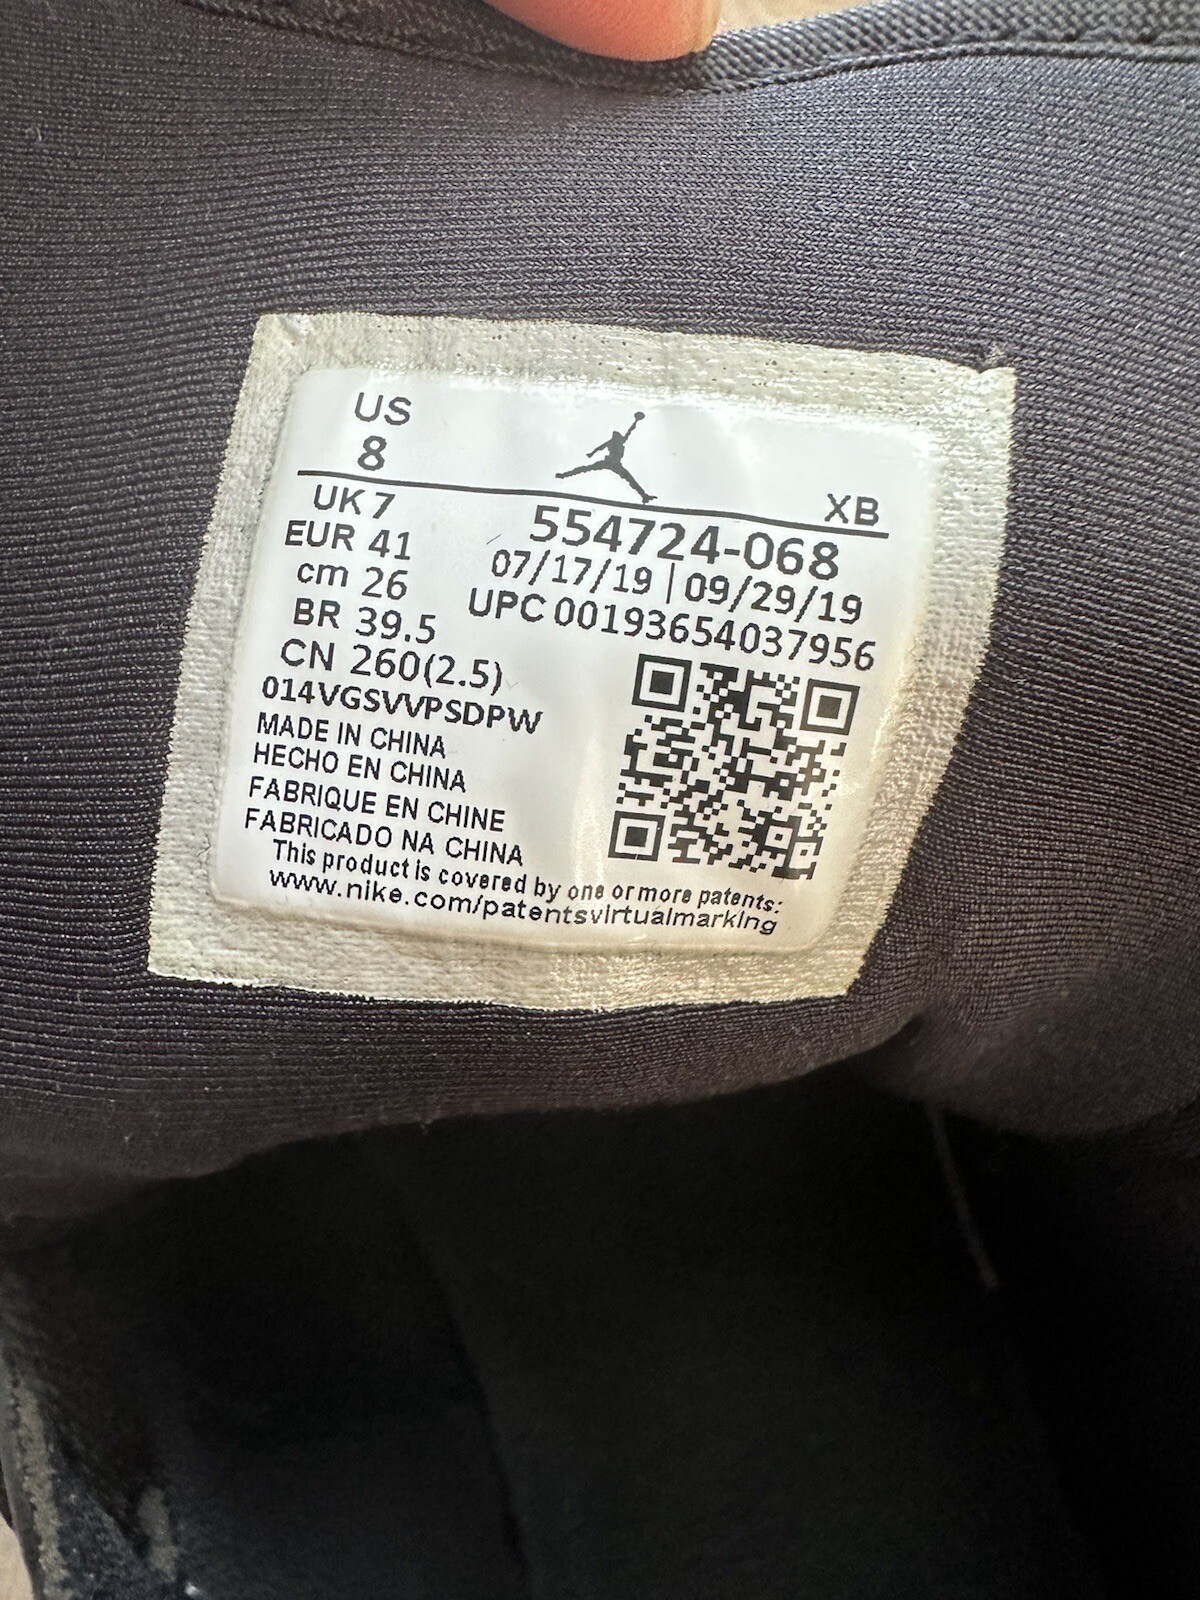 US
8
XB
UK 7
EUR 41
cm 26
BR 39.5
CN 260(2.5)
554724-068
07/17/19 | 09/29/19
UPC 00193654037956
014VGSVVPSDPW
MADE IN CHINA
HECHO EN CHINA
FABRIQUE EN CHINE
FABRICADO NA CHINA
This product is covered by one or more patents:
www.nike.com/patentsvirtualmarking